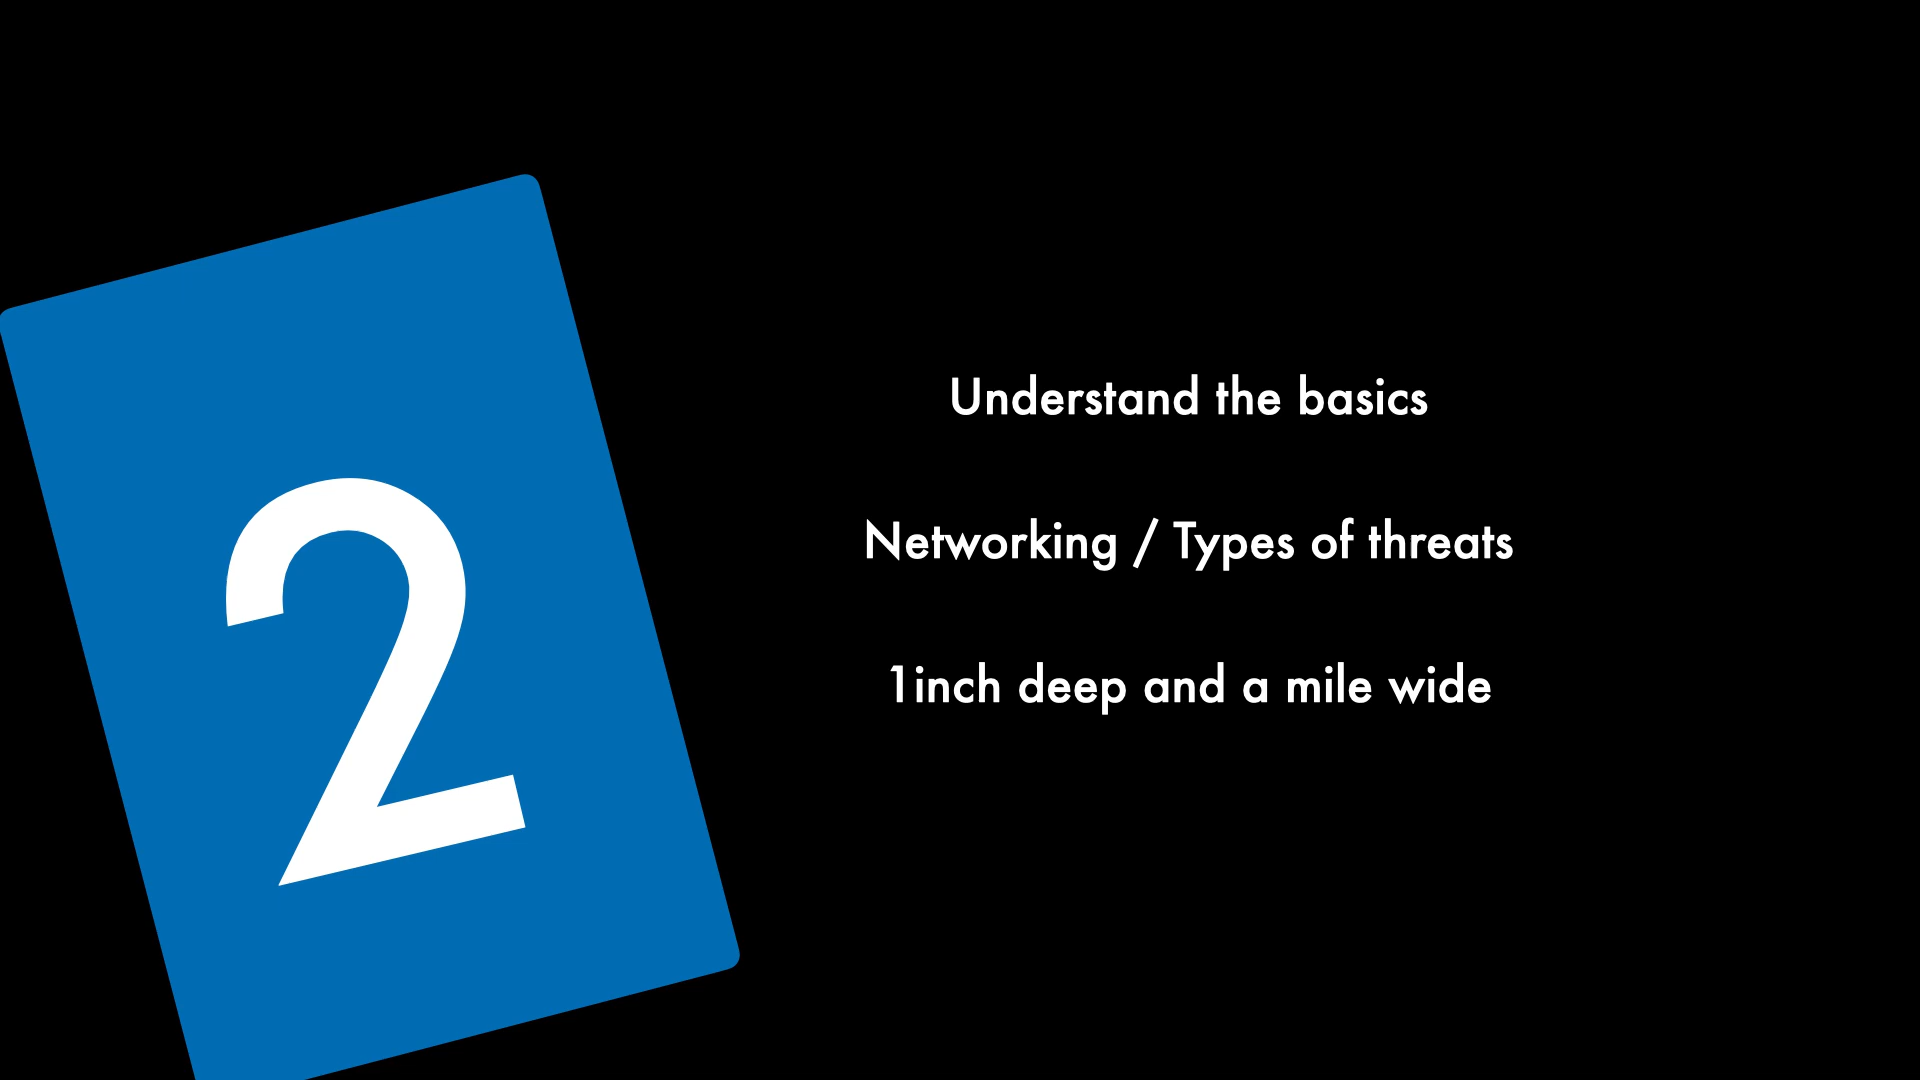 2
Understand the basics
Networking / Types of threats
1inch deep and a mile wide